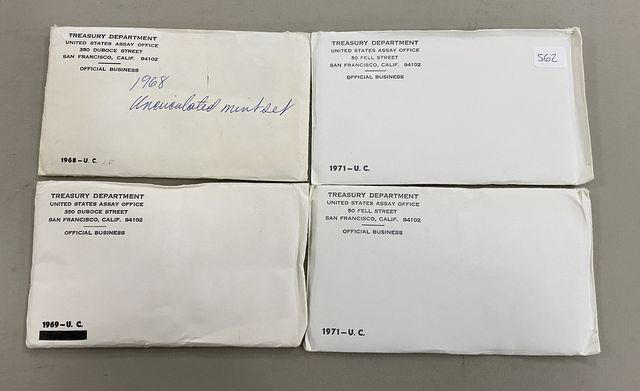 TREASURY DEPARTMENT
UNITED STATES ASSAY OFFICE
350 DUBOCE STREET
SAN FRANCISCO, CALIF. 94102
OFFICIAL BUSINESS
1968
Uncirculated mint set
1968-U. C.
TREASURY DEPARTMENT
UNITED STATES ASSAY OFFICE
50 FELL STREET
SAN FRANCISCO, CALIF. 94102
OFFICIAL BUSINESS
562
1971-U. C.
TREASURY DEPARTMENT
UNITED STATES ASSAY OFFICE
350 DUBOCE STREET
SAN FRANCISCO, CALIF. 94102
OFFICIAL BUSINESS
1969-U. C.
TREASURY DEPARTMENT
UNITED STATES ASSAY OFFICE
50 FELL STREET
SAN FRANCISCO, CALIF. 94102
OFFICIAL BUSINESS
1971-U. C.